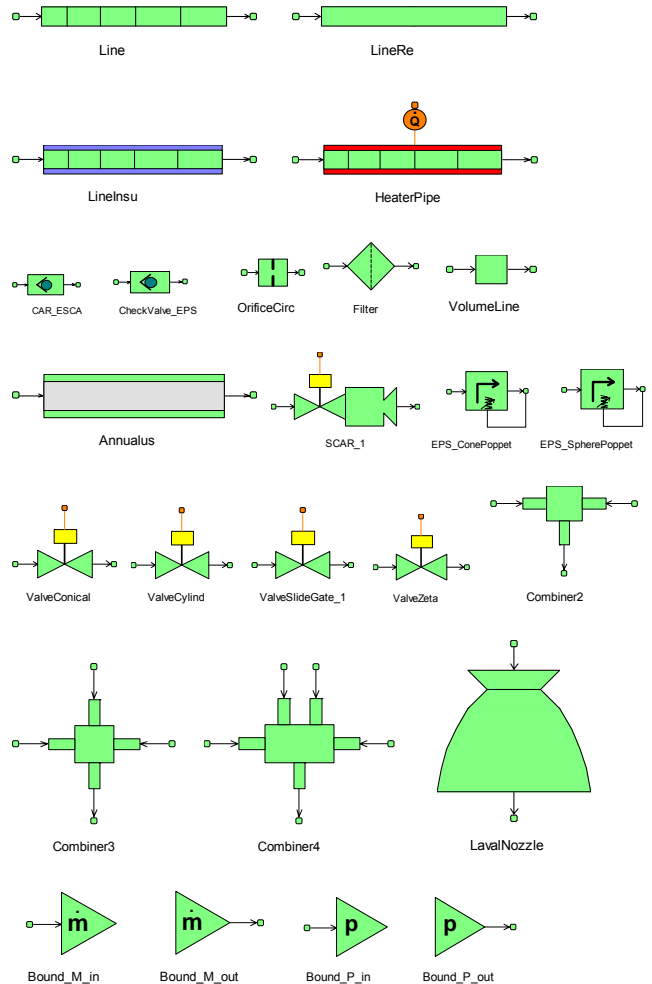 Line
LineRe
Q̇
LineInsu
HeaterPipe
CAR_ESCA
CheckValve_EPS
OrificeCirc
Filter
VolumeLine
Annualus
SCAR_1
EPS_ConePoppet
EPS_SpherePoppet
ValveConical
ValveCylind
ValveSlideGate_1
ValveZeta
Combiner2
Combiner3
Combiner4
LavalNozzle
ṁ
ṁ
p
p
Bound_M_in
Bound_M_out
Bound_P_in
Bound_P_out